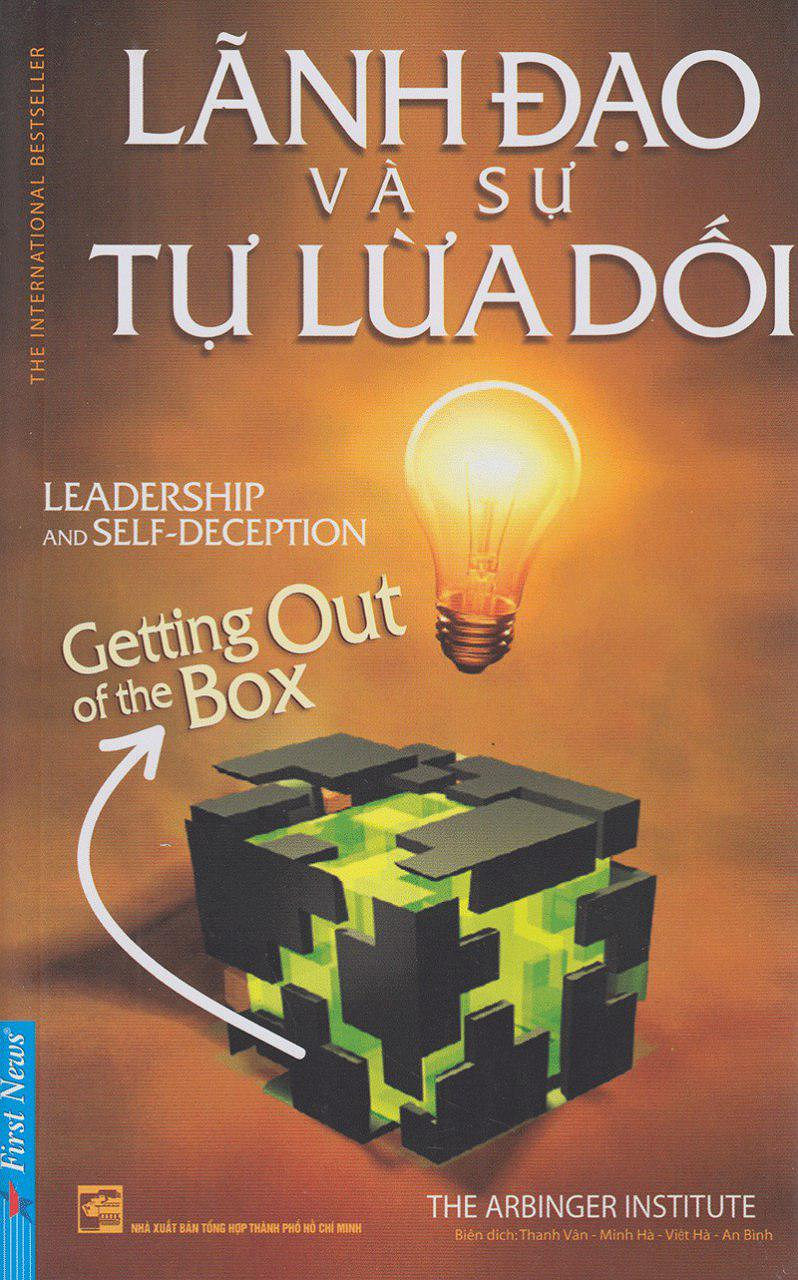 THE INTERNATIONAL BESTSELLER
LÃNH ĐẠO
VÀ SỰ
TỰ LỪA DỐI
LEADERSHIP
AND SELF-DECEPTION
Getting Out
of the Box
First News®
NHÀ XUẤT BẢN TỔNG HỢP THÀNH PHỐ HỒ CHÍ MINH
THE ARBINGER INSTITUTE
Biên dịch: Thanh Vân - Minh Hà - Việt Hà - An Bình